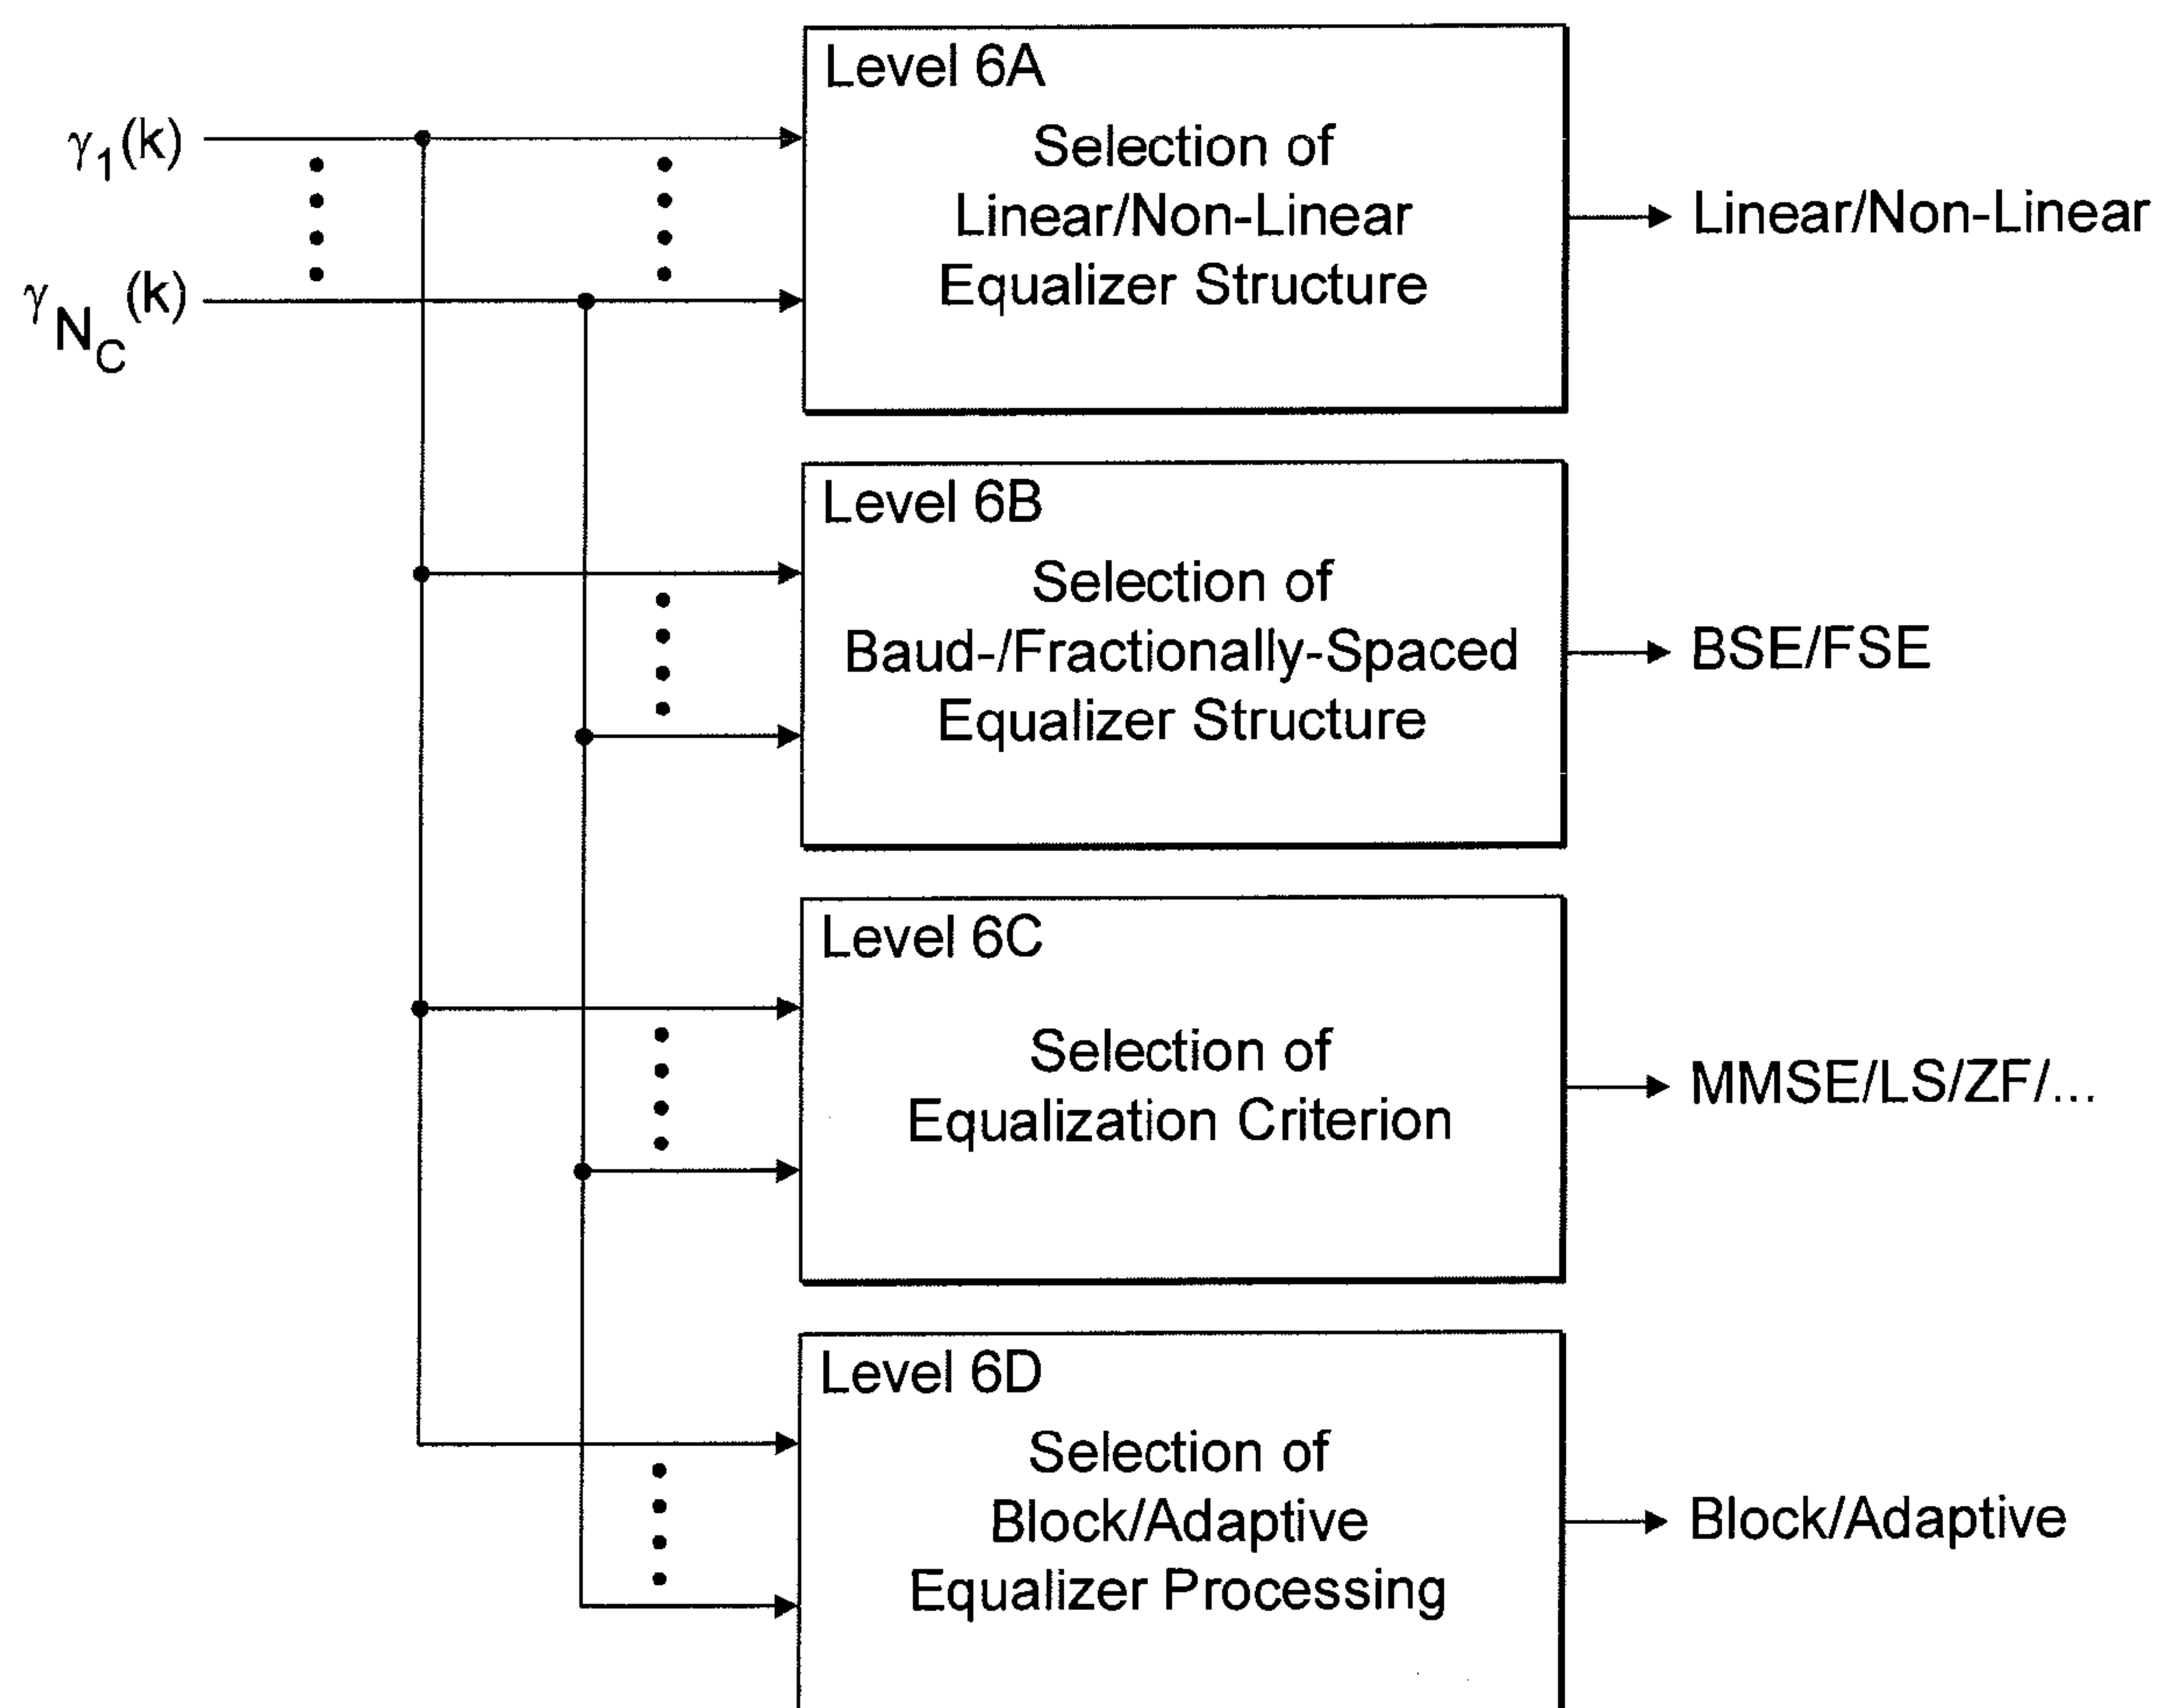 Level 6A
γ1(k)
γNC(k)
Selection of
Linear/Non-Linear
Equalizer Structure
Linear/Non-Linear
Level 6B
Selection of
Baud-/Fractionally-Spaced
Equalizer Structure
BSE/FSE
Level 6C
Selection of
Equalization Criterion
MMSE/LS/ZF/...
Level 6D
Selection of
Block/Adaptive
Equalizer Processing
Block/Adaptive